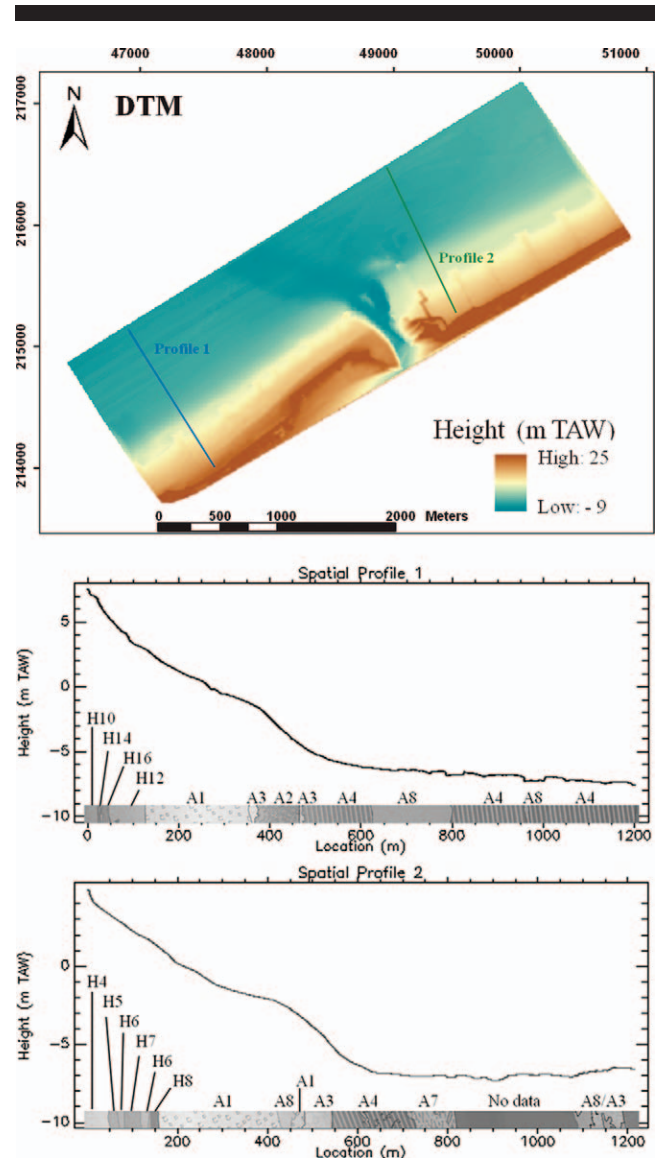 47000 48000 49000 50000 51000
217000
216000
215000
214000
N
DTM
Profile 1
Profile 2
Height (m TAW)
High: 25
Low: - 9
0 500 1000 2000 Meters
Spatial Profile 1
Height (m TAW)
5
0
-5
-10
H10
H14
H16
H12
A1 A3 A2 A3 A4 A8 A4 A8 A4
0 200 400 600 800 1000 1200
Location (m)
Spatial Profile 2
Height (m TAW)
0
-5
-10
H4
H5
H6
H7
H6
H8
A1
A1 A8 A3 A4 A7 No data A8/A3
0 200 400 600 800 1000 1200
Location (m)